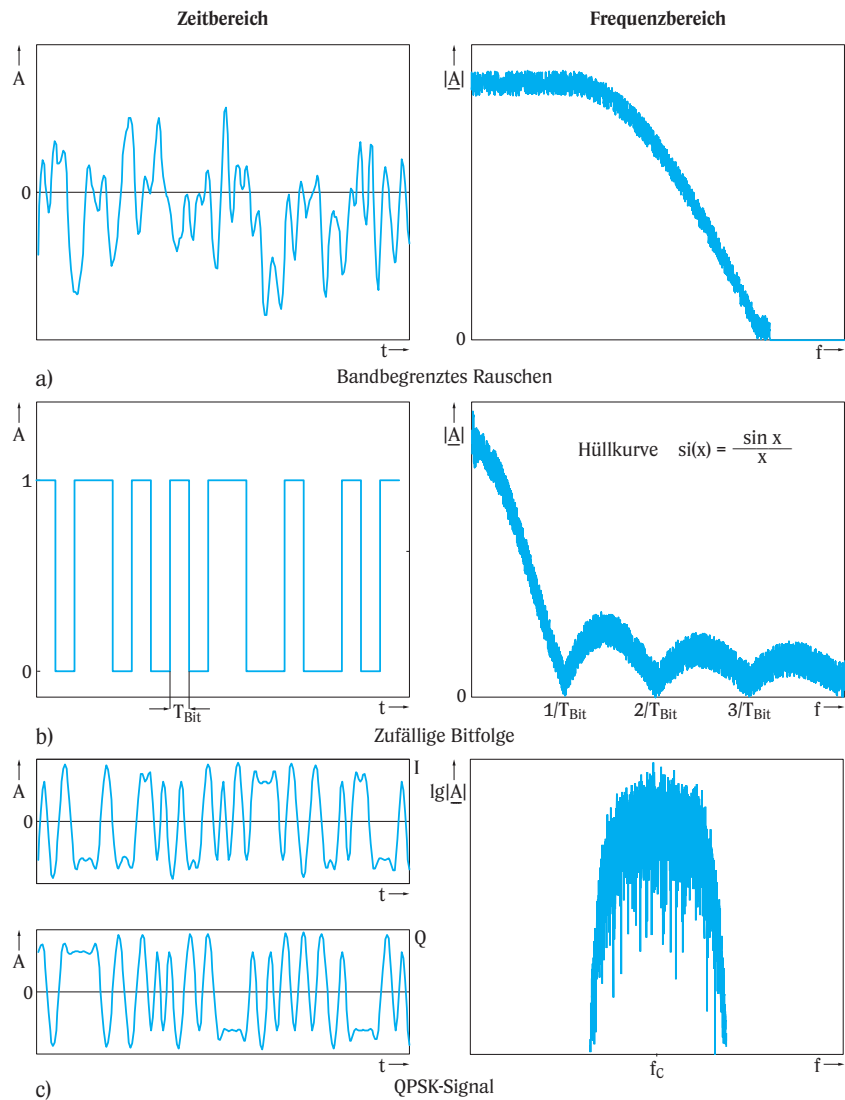 Zeitbereich
Frequenzbereich
A
0
t
|A|
0
f
a)
Bandbegrenztes Rauschen
A
1
0
T_Bit
t
|A|
Hüllkurve si(x) = sin x / x
0
1/T_Bit
2/T_Bit
3/T_Bit
f
b)
Zufällige Bitfolge
I
A
0
t
Q
A
0
t
lg|A|
f_C
f
c)
QPSK-Signal